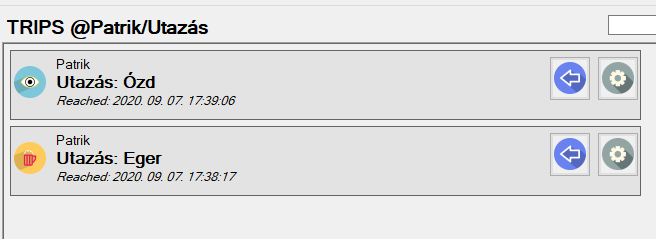 TRIPS @Patrik/Utazás
Patrik
Utazás: Ózd
Reached: 2020. 09. 07. 17:39:06
Patrik
Utazás: Eger
Reached: 2020. 09. 07. 17:38:17